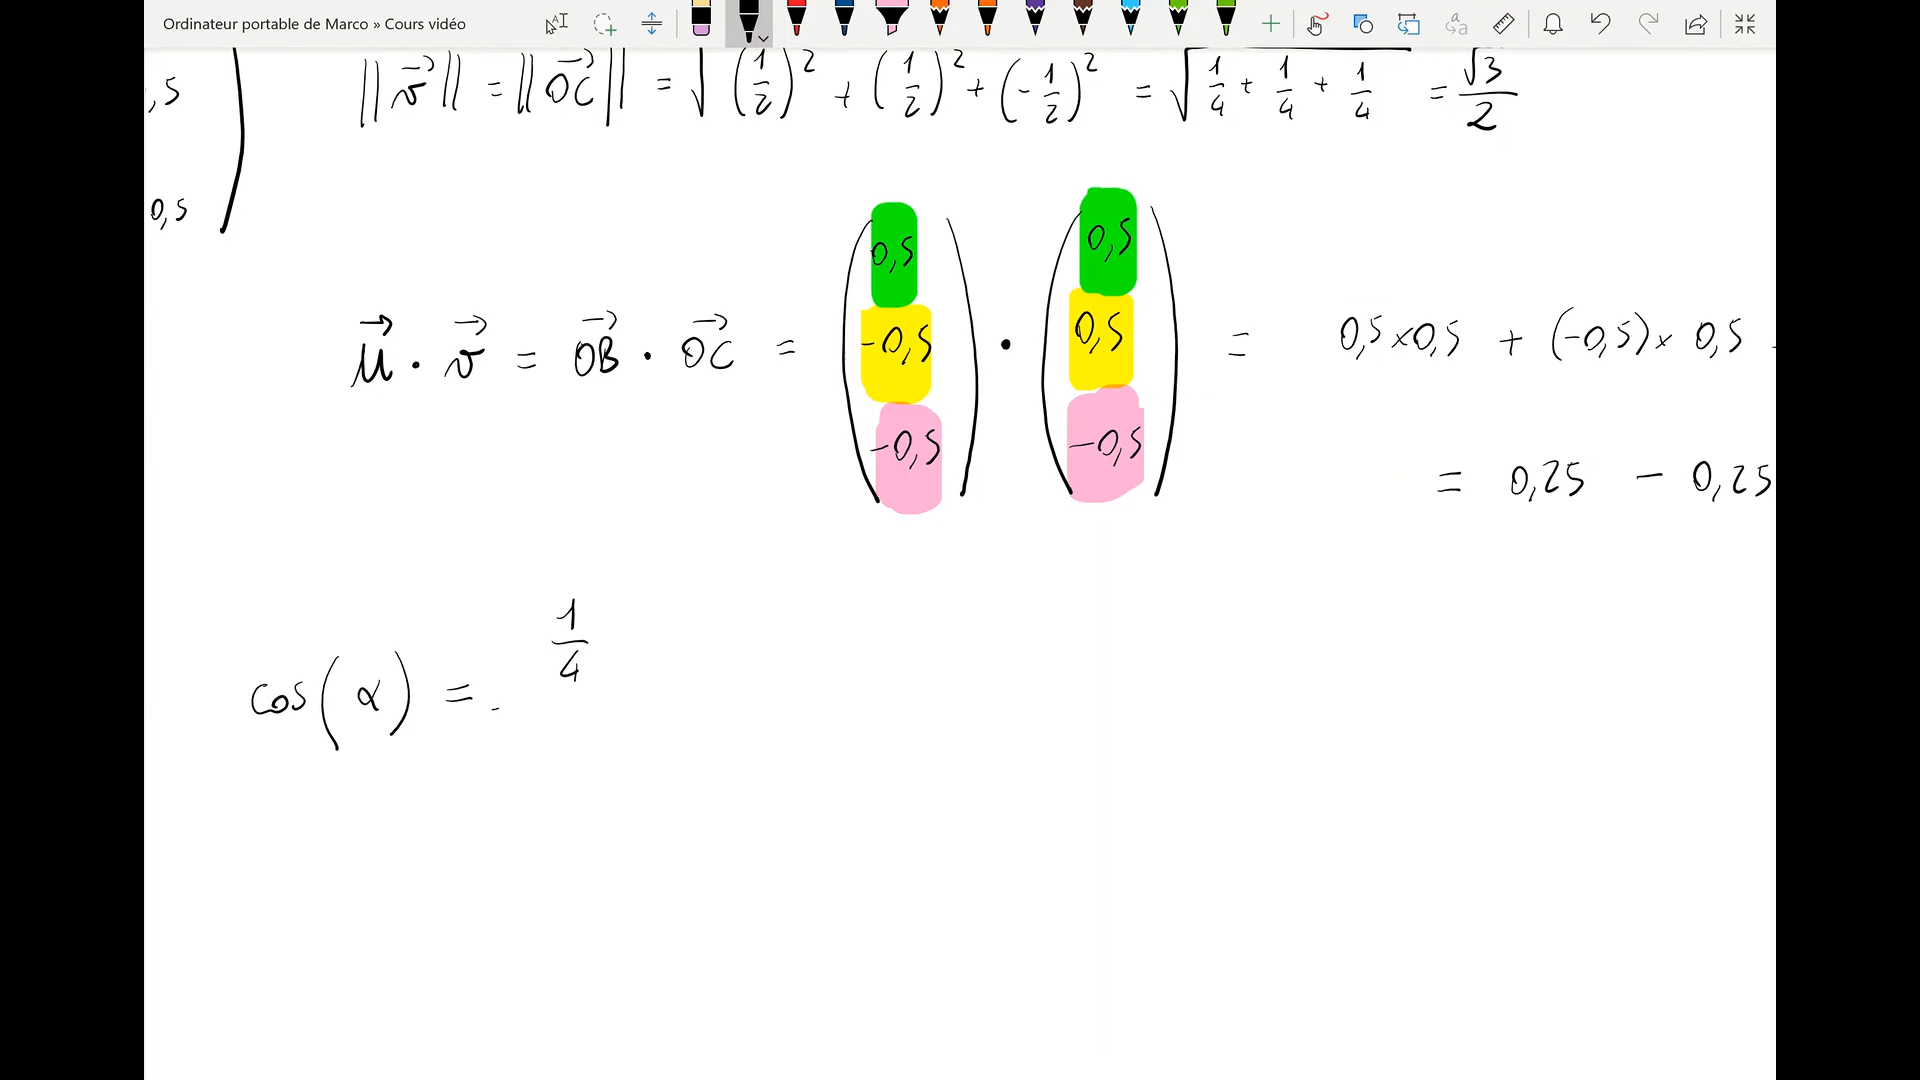 Ordinateur portable de Marco » Cours vidéo
,5
0,5
||v⃗|| = ||OC⃗|| = √(1/2)² + (1/2)² + (-1/2)² = √1/4 + 1/4 + 1/4 = √3/2
u⃗ · v⃗ = OB⃗ · OC⃗ = (0,5 -0,5 -0,5) · (0,5 0,5 -0,5) = 0,5×0,5 + (-0,5)× 0,5
= 0,25 - 0,25
cos(α) = 1/4